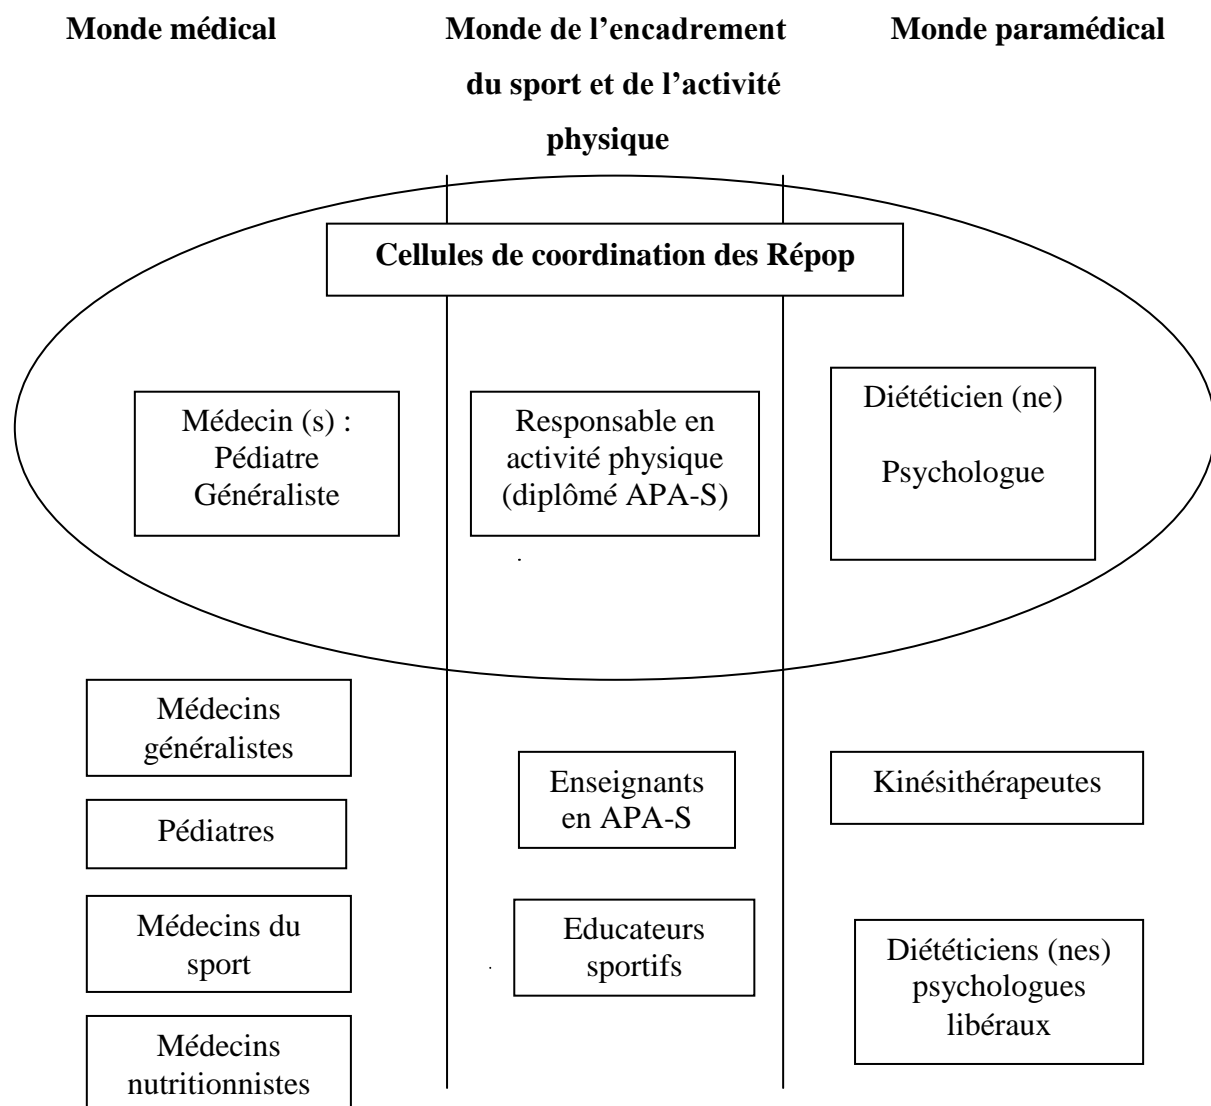 Monde médical
Monde de l’encadrement
du sport et de l’activité
physique
Monde paramédical
Cellules de coordination des Répop
Médecin (s) :
Pédiatre
Généraliste
Responsable en
activité physique
(diplômé APA-S)
Diététicien (ne)
Psychologue
Médecins
généralistes
Pédiatres
Médecins du
sport
Médecins
nutritionnistes
Enseignants
en APA-S
Educateurs
sportifs
Kinésithérapeutes
Diététiciens (nes)
psychologues
libéraux